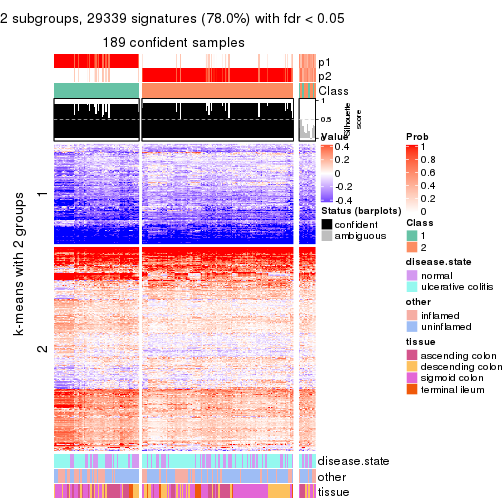 2 subgroups, 29339 signatures (78.0%) with fdr < 0.05
189 confident samples
p1
p2
Class
1
0.5
0
Silhouette
score
k-means with 2 groups
1
2
Value
0.4
0.2
0
-0.2
-0.4
Status (barplots)
confident
ambiguous
Prob
1
0.8
0.6
0.4
0.2
0
Class
1
2
disease.state
normal
ulcerative colitis
other
inflamed
uninflamed
tissue
ascending colon
descending colon
sigmoid colon
terminal ileum
disease.state
other
tissue